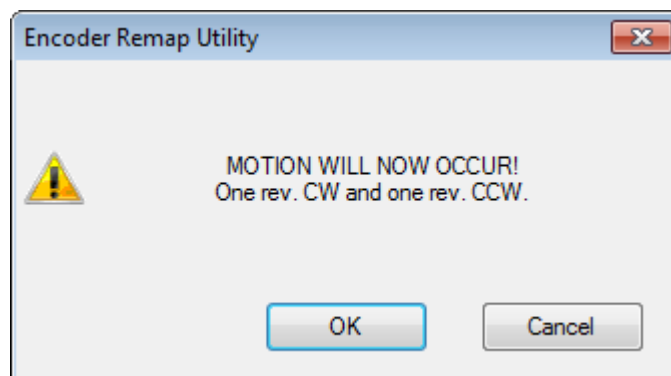 Encoder Remap Utility
MOTION WILL NOW OCCUR!
One rev. CW and one rev. CCW.
OK
Cancel